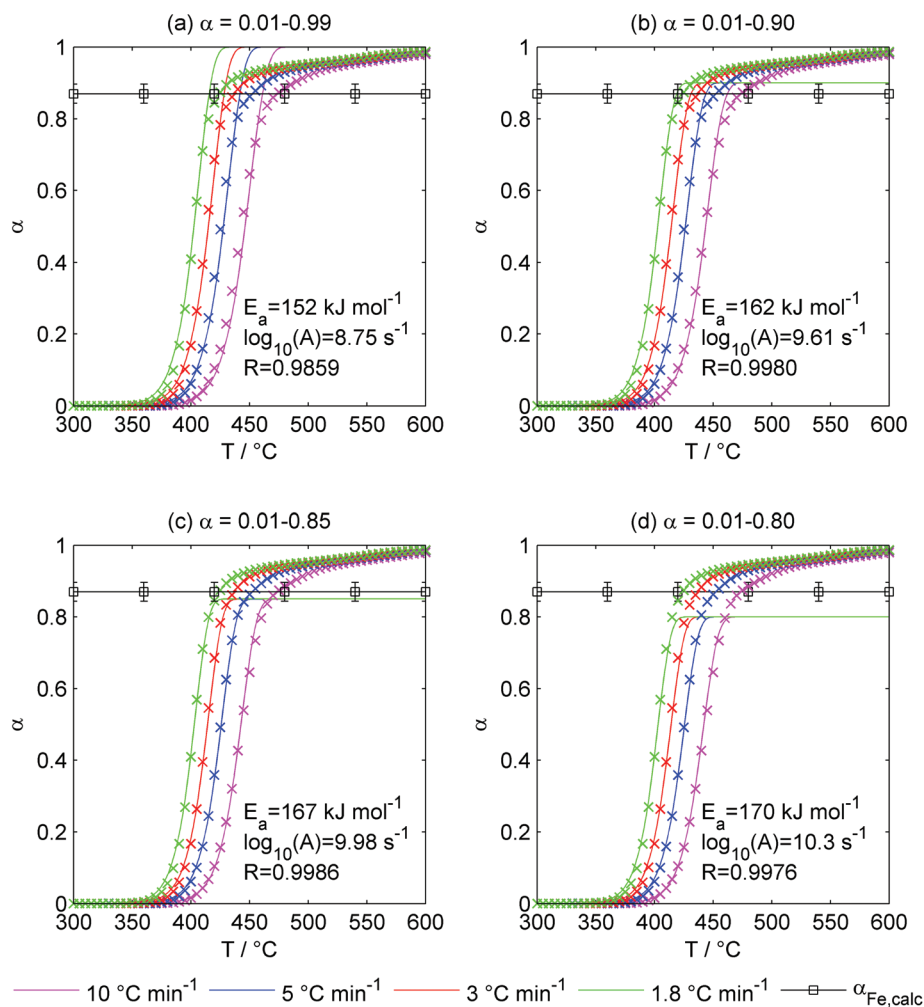 (a) α = 0.01-0.99
(b) α = 0.01-0.90
1
0.8
0.6
0.4
0.2
0
α
300 350 400 450 500 550 600
T / °C
E_a=152 kJ mol⁻¹
log₁₀(A)=8.75 s⁻¹
R=0.9859
1
0.8
0.6
0.4
0.2
0
α
300 350 400 450 500 550 600
T / °C
E_a=162 kJ mol⁻¹
log₁₀(A)=9.61 s⁻¹
R=0.9980
(c) α = 0.01-0.85
(d) α = 0.01-0.80
1
0.8
0.6
0.4
0.2
0
α
300 350 400 450 500 550 600
T / °C
E_a=167 kJ mol⁻¹
log₁₀(A)=9.98 s⁻¹
R=0.9986
1
0.8
0.6
0.4
0.2
0
α
300 350 400 450 500 550 600
T / °C
E_a=170 kJ mol⁻¹
log₁₀(A)=10.3 s⁻¹
R=0.9976
10 °C min⁻¹ 5 °C min⁻¹ 3 °C min⁻¹ 1.8 °C min⁻¹ α_Fe,calc